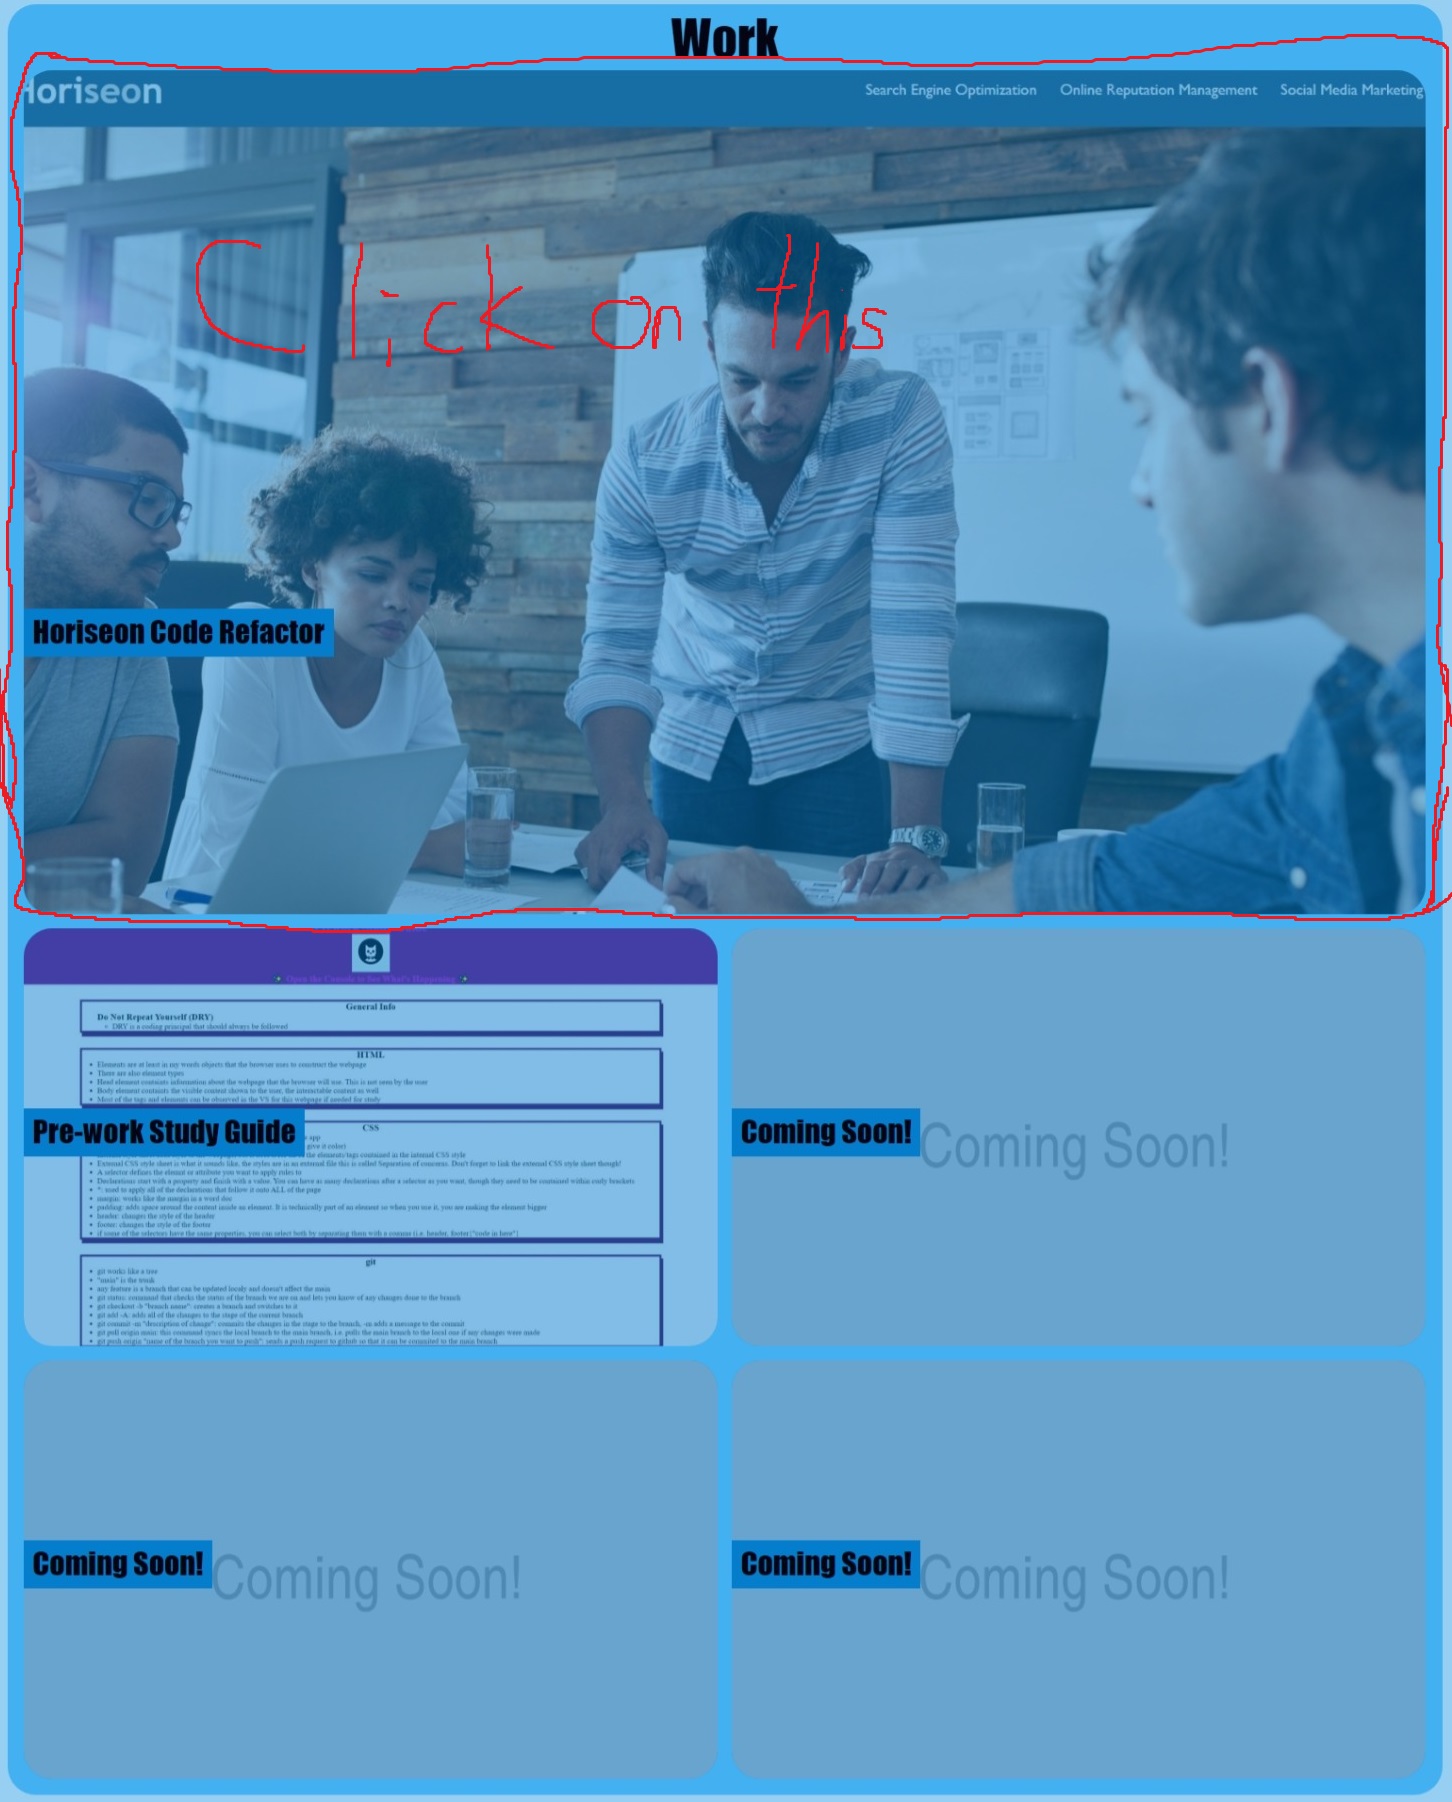 Work
Horiseon
Search Engine Optimization Online Reputation Management Social Media Marketing
Click on this
Horiseon Code Refactor
Open the Console to See What's Happening
General Info
Do Not Repeat Yourself (DRY)
DRY is a coding principal that should always be followed
HTML
Elements are at least in my words objects that the browser uses to construct the webpage
There are also element types
Head element contains information about the webpage that the browser will use. This is not seen by the user
Body element contains the visible content shown to the user, the interactable content as well
Most of the tags and elements can be observed in the VS for this webpage if needed for study
Pre-work Study Guide
CSS
app
give it color)
the elements/tags contained in the internal CSS style
External CSS style sheet is what it sounds like, the styles are in an external file this is called Separation of concerns. Don't forget to link the external CSS style sheet though!
A selector defines the elemnt or attribute you want to apply rules to
Declarations start with a property and finish with a value. You can have as many declarations after a selector as you want, though they need to be contained within curly brackets
*: used to apply all of the declarations that follow it onto ALL of the page
margin: works like the margin in a word doc
padding: adds space around the content inside an element. It is technically part of an element so when you use it, you are making the element bigger
header: changes the style of the header
footer: changes the style of the footer
if some of the selectors have the same properties, you can select both by separating them with a comma (i.e. header, footer{"code in here"}
git
git works like a tree
"main" is the trunk
any feature is a branch that can be updated localy and doesn't affect the main
git status: command that checks the status of the branch we are on and lets you know of any changes done to the branch
git checkout -b "branch name": creates a branch and switches to it
git add -A: adds all of the changes to the stage of the current branch
git commit -m "description of change": commits the changes in the stage to the branch, -m adds a message to the commit
git pull origin main: this command syncs the local branch to the main branch, i.e. pulls the main branch to the local one if any changes were made
git push origin "name of the branch you want to push": sends a push request to github so that it can be commited to the main branch
Coming Soon! Coming Soon!
Coming Soon! Coming Soon!
Coming Soon! Coming Soon!